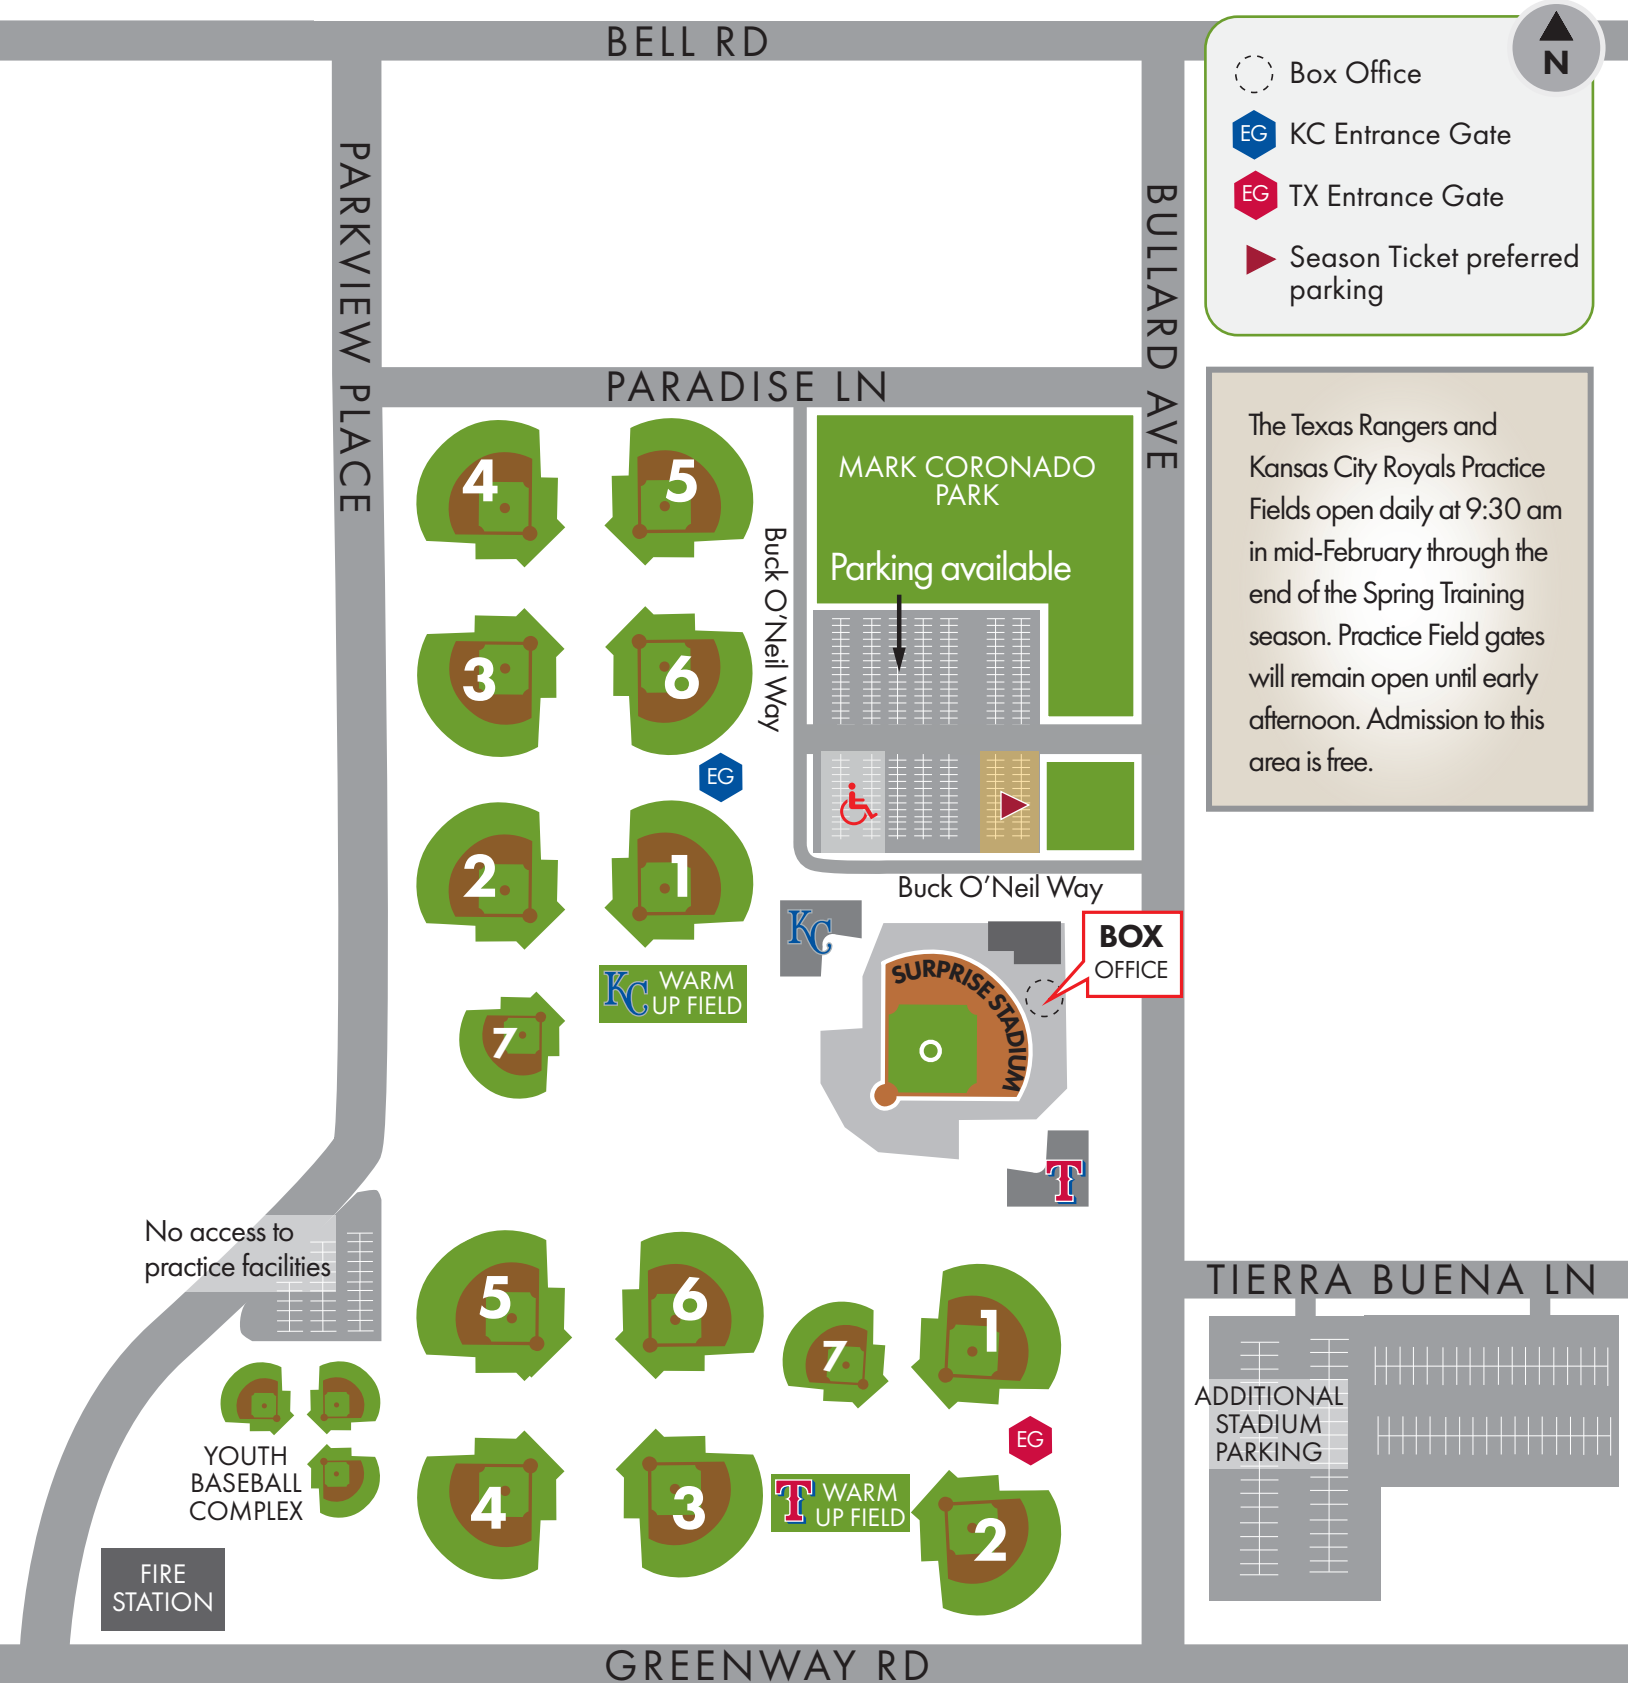 BELL RD
N
Box Office
EG
KC Entrance Gate
EG
TX Entrance Gate
Season Ticket preferred
parking
PARKVIEW PLACE
BULLARD AVE
PARADISE LN
The Texas Rangers and
Kansas City Royals Practice
Fields open daily at 9:30 am
in mid-February through the
end of the Spring Training
season. Practice Field gates
will remain open until early
afternoon. Admission to this
area is free.
4
5
MARK CORONADO
PARK
Parking available
Buck O'Neil Way
3
6
EG
2
1
Buck O'Neil Way
KC
BOX
OFFICE
SURPRISE STADIUM
KC
WARM
UP FIELD
7
T
No access to
practice facilities
TIERRA BUENA LN
5
6
7
1
ADDITIONAL
STADIUM
PARKING
YOUTH
BASEBALL
COMPLEX
EG
4
3
T
WARM
UP FIELD
2
FIRE
STATION
GREENWAY RD